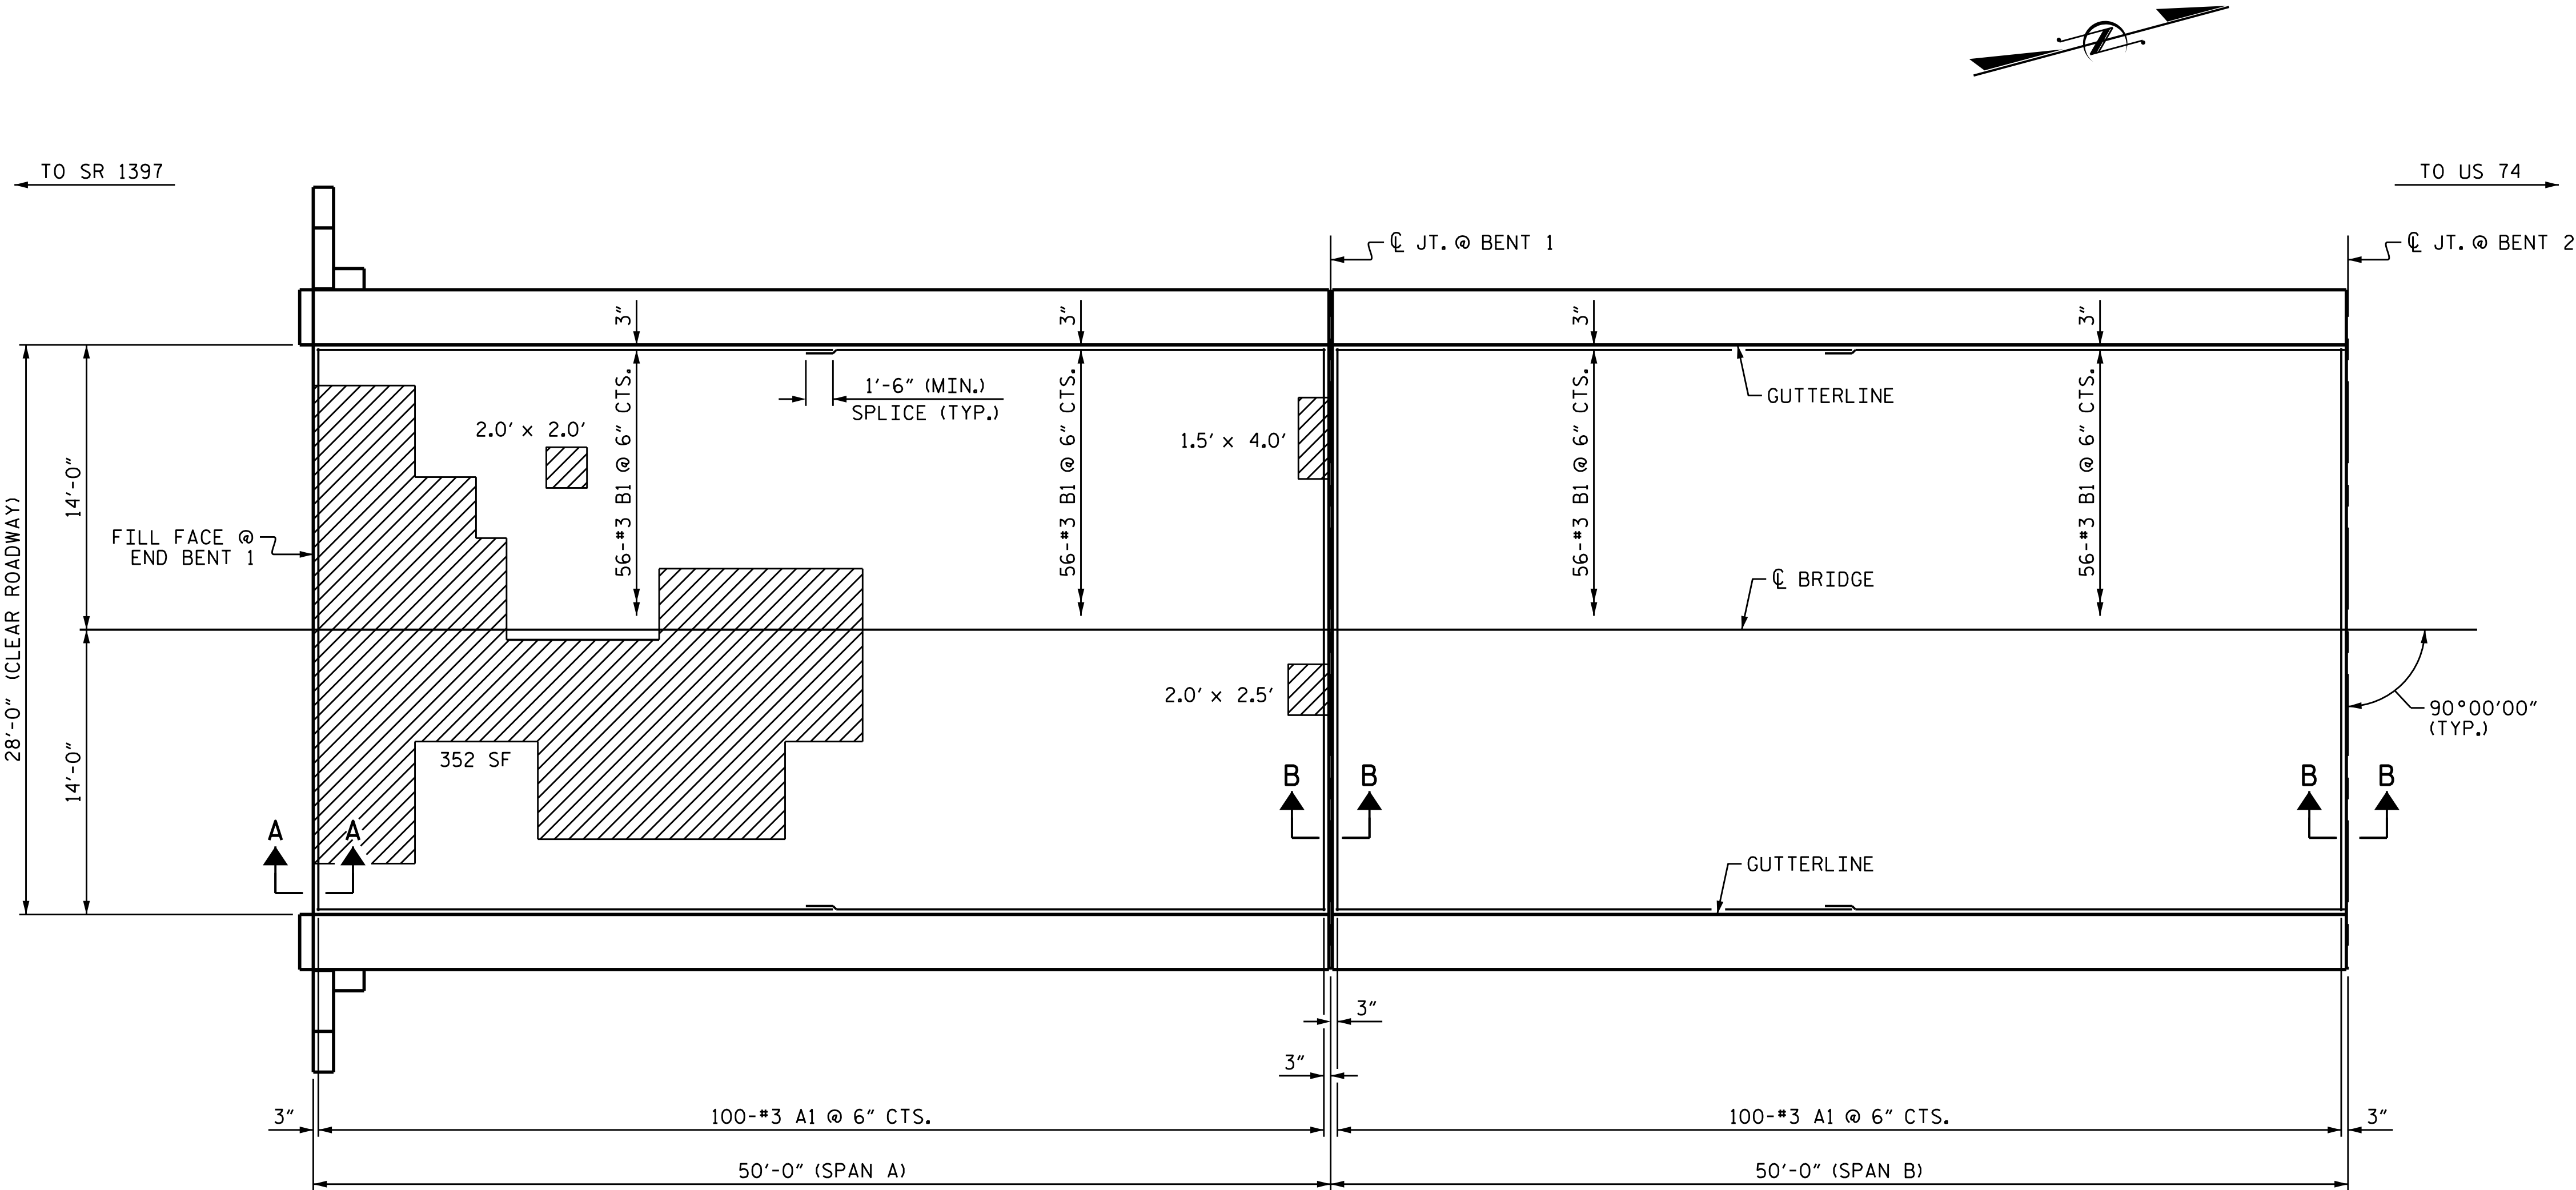 TO SR 1397
TO US 74
℄ JT. @ BENT 1
℄ JT. @ BENT 2
3″
3″
3″
3″
56-#3 B1 @ 6″ CTS.
56-#3 B1 @ 6″ CTS.
56-#3 B1 @ 6″ CTS.
56-#3 B1 @ 6″ CTS.
1′-6″ (MIN.)
SPLICE (TYP.)
GUTTERLINE
2.0′ x 2.0′
1.5′ x 4.0′
28′-0″ (CLEAR ROADWAY)
14′-0″
FILL FACE @
END BENT 1
℄ BRIDGE
2.0′ x 2.5′
90°00′00″
(TYP.)
14′-0″
352 SF
A
A
B
B
B
B
GUTTERLINE
3″
3″
3″
100-#3 A1 @ 6″ CTS.
100-#3 A1 @ 6″ CTS.
3″
50′-0″ (SPAN A)
50′-0″ (SPAN B)